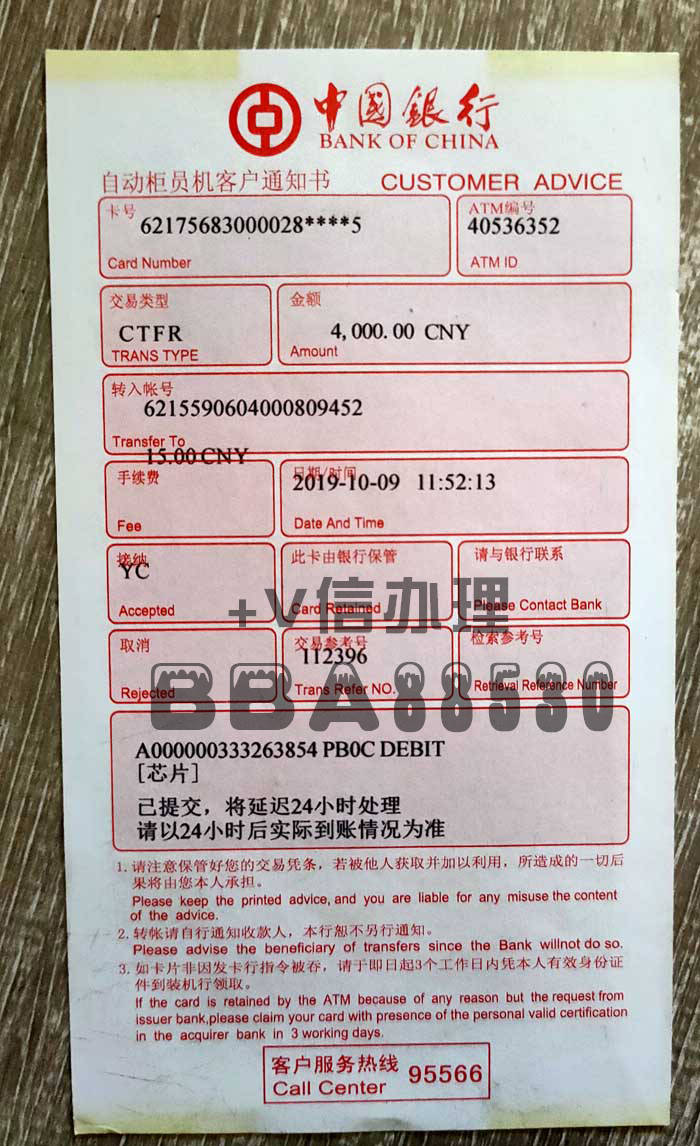 中國銀行
BANK OF CHINA
自动柜员机客户通知书 CUSTOMER ADVICE
卡号
62175683000028****5
Card Number
ATM编号
40536352
ATM ID
交易类型
CTFR
TRANS TYPE
金额
4,000.00 CNY
Amount
转入帐号
6215590604000809452
Transfer To
15.00 CNY
手续费
Fee
日期/时间
2019-10-09 11:52:13
Date And Time
接纳
YC
Accepted
此卡由银行保管
Card Retained
请与银行联系
Please Contact Bank
+V信办理
取消
Rejected
交易参考号
112396
Trans Refer NO.
检索参考号
Retrieval Reference Number
BBA88530
A000000333263854 PB0C DEBIT
[芯片]
已提交，将延迟24小时处理
请以24小时后实际到账情况为准
1. 请注意保管好您的交易凭条，若被他人获取并加以利用，所造成的一切后
果将由您本人承担。
Please keep the printed advice, and you are liable for any misuse the content
of the advice.
2. 转帐请自行通知收款人，本行恕不另行通知。
Please advise the beneficiary of transfers since the Bank willnot do so.
3. 如卡片非因发卡行指令被吞，请于即日起3个工作日内凭本人有效身份证
件到装机行领取。
If the card is retained by the ATM because of any reason but the request from
issuer bank,please claim your card with presence of the personal valid certification
in the acquirer bank in 3 working days.
客户服务热线
Call Center 95566